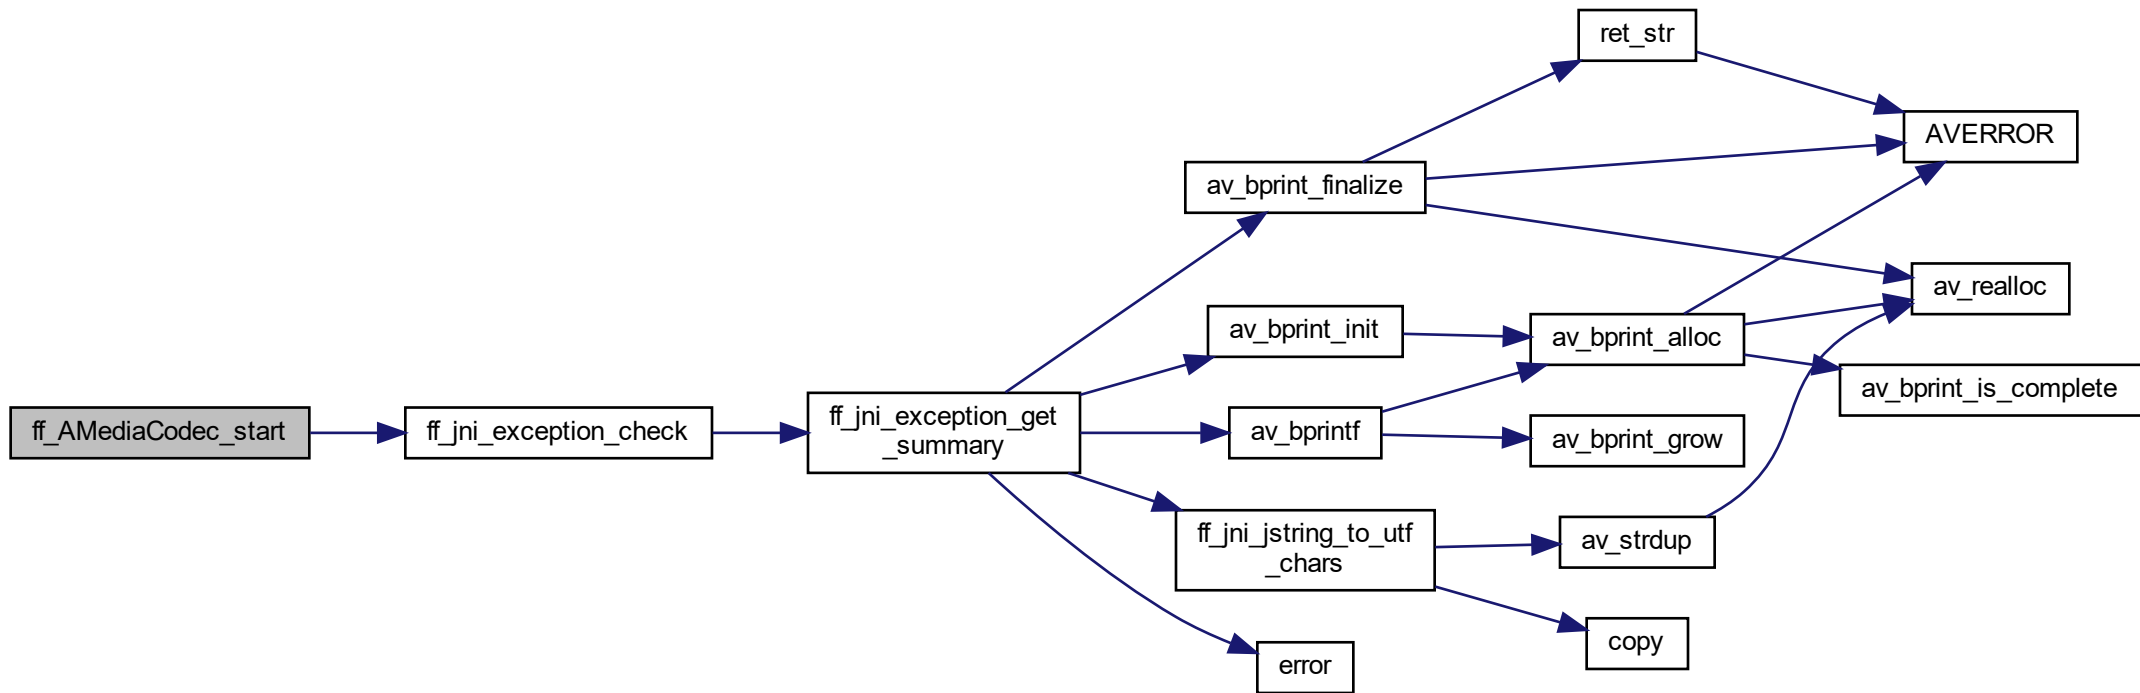 ff_AMediaCodec_start
ff_jni_exception_check
ff_jni_exception_get
_summary
av_bprint_finalize
av_bprint_init
av_bprintf
ff_jni_jstring_to_utf
_chars
error
ret_str
av_bprint_alloc
av_bprint_grow
av_strdup
copy
AVERROR
av_realloc
av_bprint_is_complete